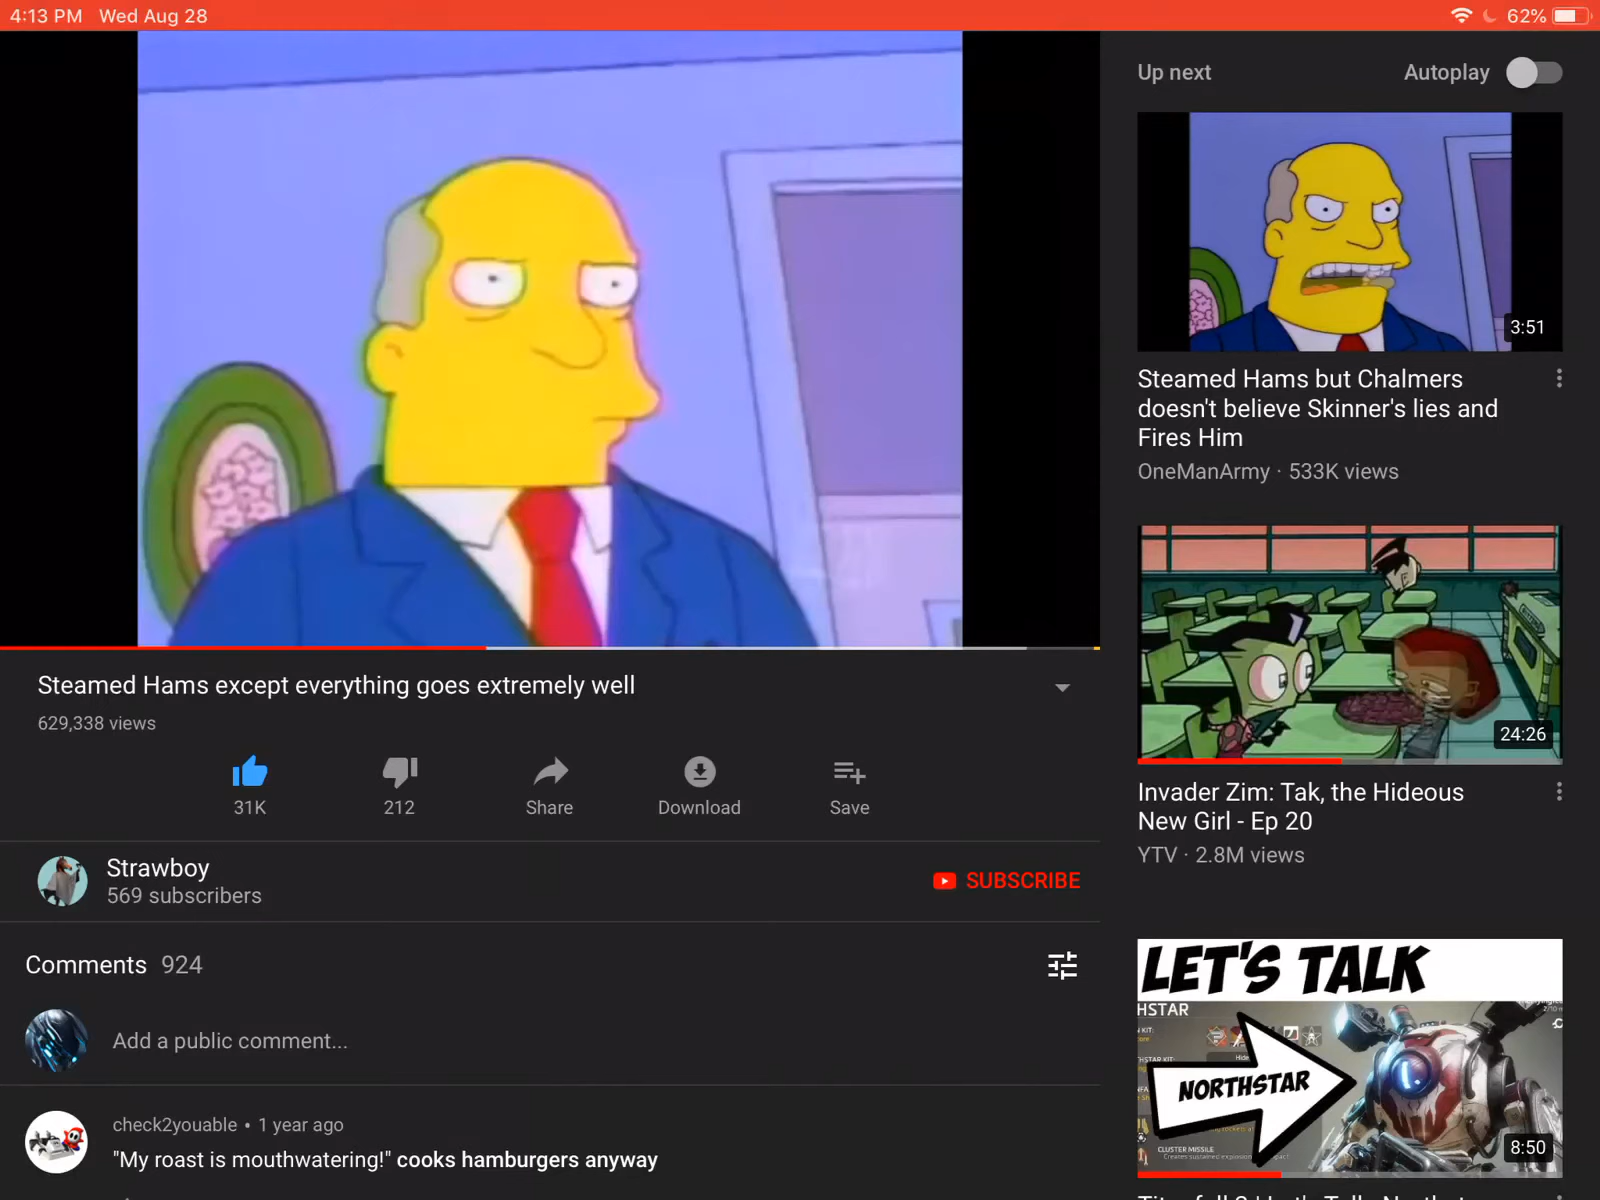 4:13 PM Wed Aug 28
62%
Up next
Autoplay
3:51
Steamed Hams but Chalmers
doesn't believe Skinner's lies and
Fires Him
OneManArmy · 533K views
24:26
Invader Zim: Tak, the Hideous
New Girl - Ep 20
YTV · 2.8M views
LET'S TALK
HSTAR
KIT:
HSTAR KIT:
Hide
NORTHSTAR
CLUSTER MISSILE
8:50
Steamed Hams except everything goes extremely well
629,338 views
31K
212
Share
Download
Save
Strawboy
569 subscribers
SUBSCRIBE
Comments 924
Add a public comment...
check2youable • 1 year ago
"My roast is mouthwatering!" cooks hamburgers anyway